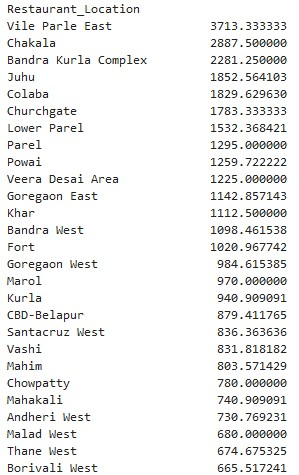 Restaurant_Location
Vile Parle East 3713.333333
Chakala 2887.500000
Bandra Kurla Complex 2281.250000
Juhu 1852.564103
Colaba 1829.629630
Churchgate 1783.333333
Lower Parel 1532.368421
Parel 1295.000000
Powai 1259.722222
Veera Desai Area 1225.000000
Goregaon East 1142.857143
Khar 1112.500000
Bandra West 1098.461538
Fort 1020.967742
Goregaon West 984.615385
Marol 970.000000
Kurla 940.909091
CBD-Belapur 879.411765
Santacruz West 836.363636
Vashi 831.818182
Mahim 803.571429
Chowpatty 780.000000
Mahakali 740.909091
Andheri West 730.769231
Malad West 680.000000
Thane West 674.675325
Borivali West 665.517241